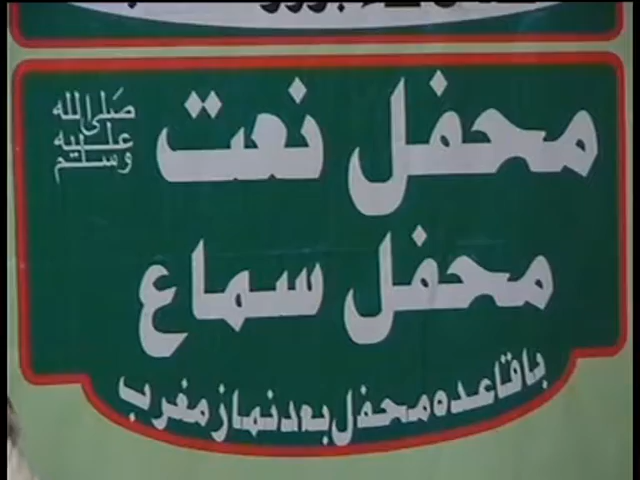 محفل نعت صلی اللہ علیہ وسلم
محفل سماع
باقاعدہ محفل بعد نماز مغرب